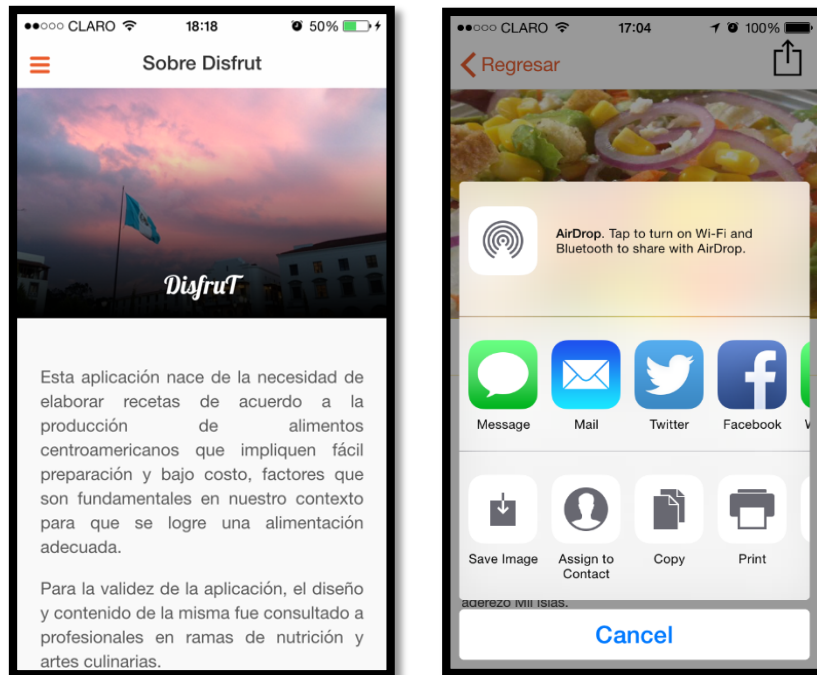 ●●○○○ CLARO 18:18 50%
Sobre Disfrut
DisfruT
Esta aplicación nace de la necesidad de
elaborar recetas de acuerdo a la
producción de alimentos
centroamericanos que impliquen fácil
preparación y bajo costo, factores que
son fundamentales en nuestro contexto
para que se logre una alimentación
adecuada.
Para la validez de la aplicación, el diseño
y contenido de la misma fue consultado a
profesionales en ramas de nutrición y
artes culinarias.
●●○○○ CLARO 17:04 100%
Regresar
AirDrop. Tap to turn on Wi-Fi and
Bluetooth to share with AirDrop.
Message Mail Twitter Facebook
Save Image Assign to Copy Print
Contact
aderezo Mil Islas.
Cancel